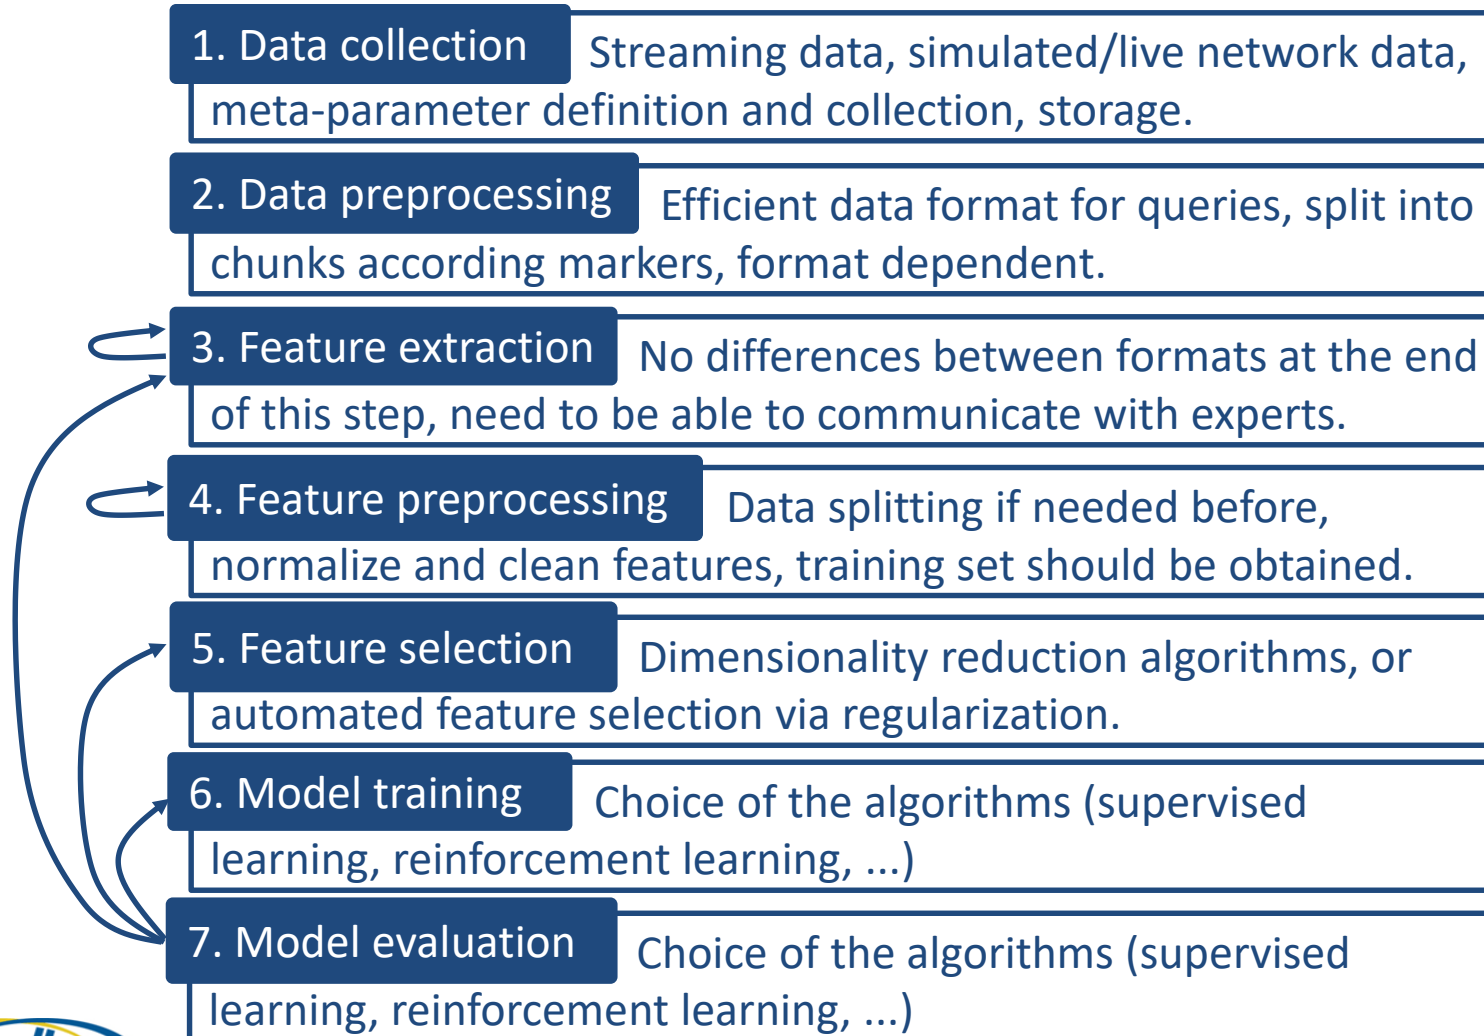 1. Data collection Streaming data, simulated/live network data,
meta-parameter definition and collection, storage.
2. Data preprocessing Efficient data format for queries, split into
chunks according markers, format dependent.
3. Feature extraction No differences between formats at the end
of this step, need to be able to communicate with experts.
4. Feature preprocessing Data splitting if needed before,
normalize and clean features, training set should be obtained.
5. Feature selection Dimensionality reduction algorithms, or
automated feature selection via regularization.
6. Model training Choice of the algorithms (supervised
learning, reinforcement learning, ...)
7. Model evaluation Choice of the algorithms (supervised
learning, reinforcement learning, ...)